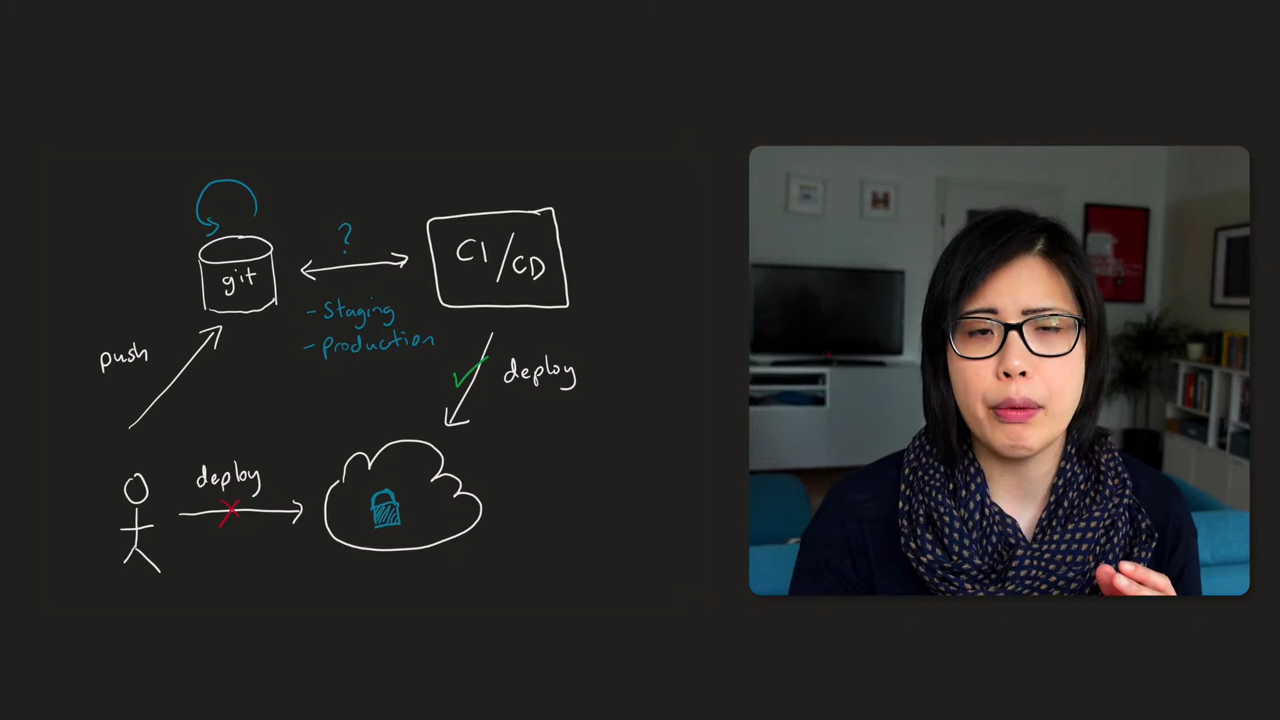 ?
git
CI/CD
- Staging
- production
push
deploy
deploy